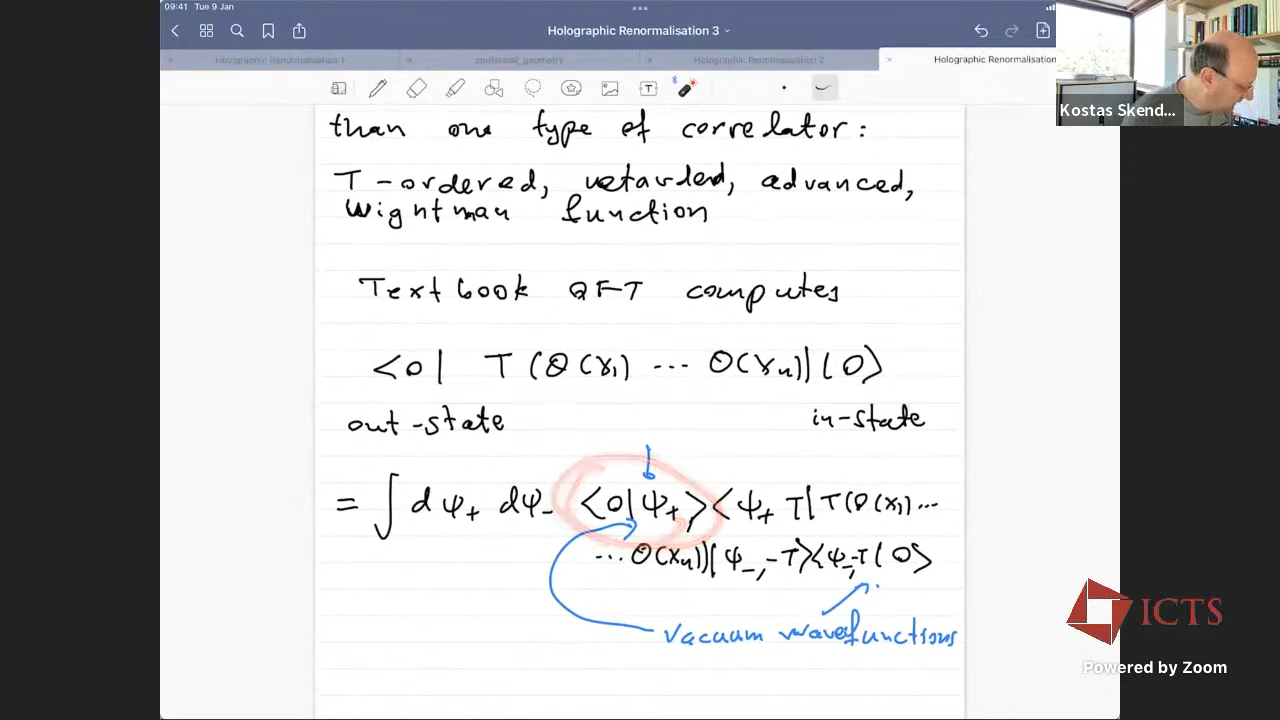 09:41 Tue 9 Jan
Holographic Renormalisation 3
Holographic Renormalisation 1
conformal_geometry
Holographic Renormalisation 2
Holographic Renormalisation
Kostas Skend...
than one type of correlator:
T-ordered, retarded, advanced,
Wightman function
Textbook QFT computes
<0| T(O(x₁) ... O(xₙ))|0>
out-state in-state
= ∫ dψ₊ dψ₋ <0|ψ₊><ψ₊ T|T(O(x₁)...
...O(xₙ))|ψ₋,-T><ψ₋,-T|0>
vacuum wavefunctions
ICTS
Powered by Zoom